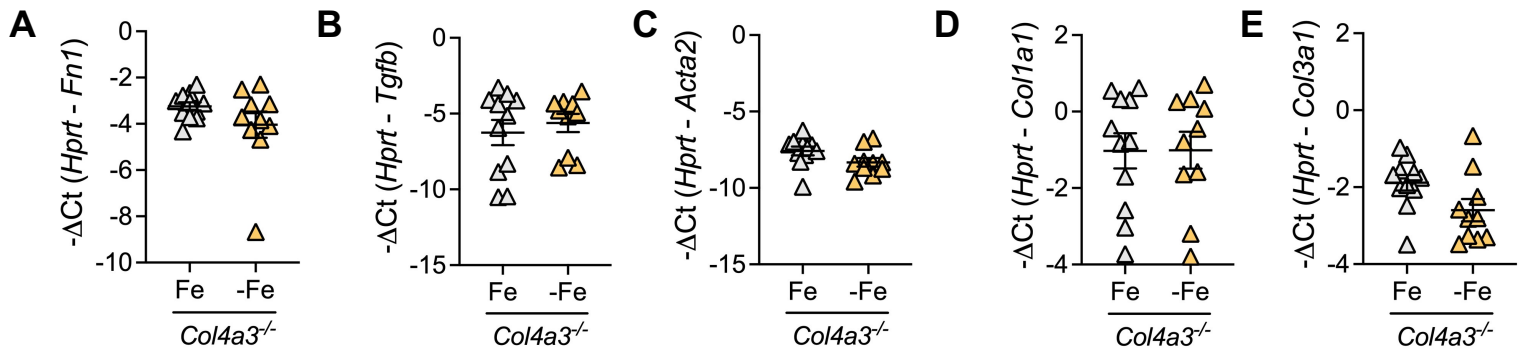 A
-ΔCt (Hprt - Fn1)
0
-2
-4
-6
-8
-10
Fe -Fe
Col4a3-/-
B
-ΔCt (Hprt - Tgfb)
0
-5
-10
-15
Fe -Fe
Col4a3-/-
C
-ΔCt (Hprt - Acta2)
0
-5
-10
-15
Fe -Fe
Col4a3-/-
D
-ΔCt (Hprt - Col1a1)
2
0
-2
-4
Fe -Fe
Col4a3-/-
E
-ΔCt (Hprt - Col3a1)
2
0
-2
-4
Fe -Fe
Col4a3-/-